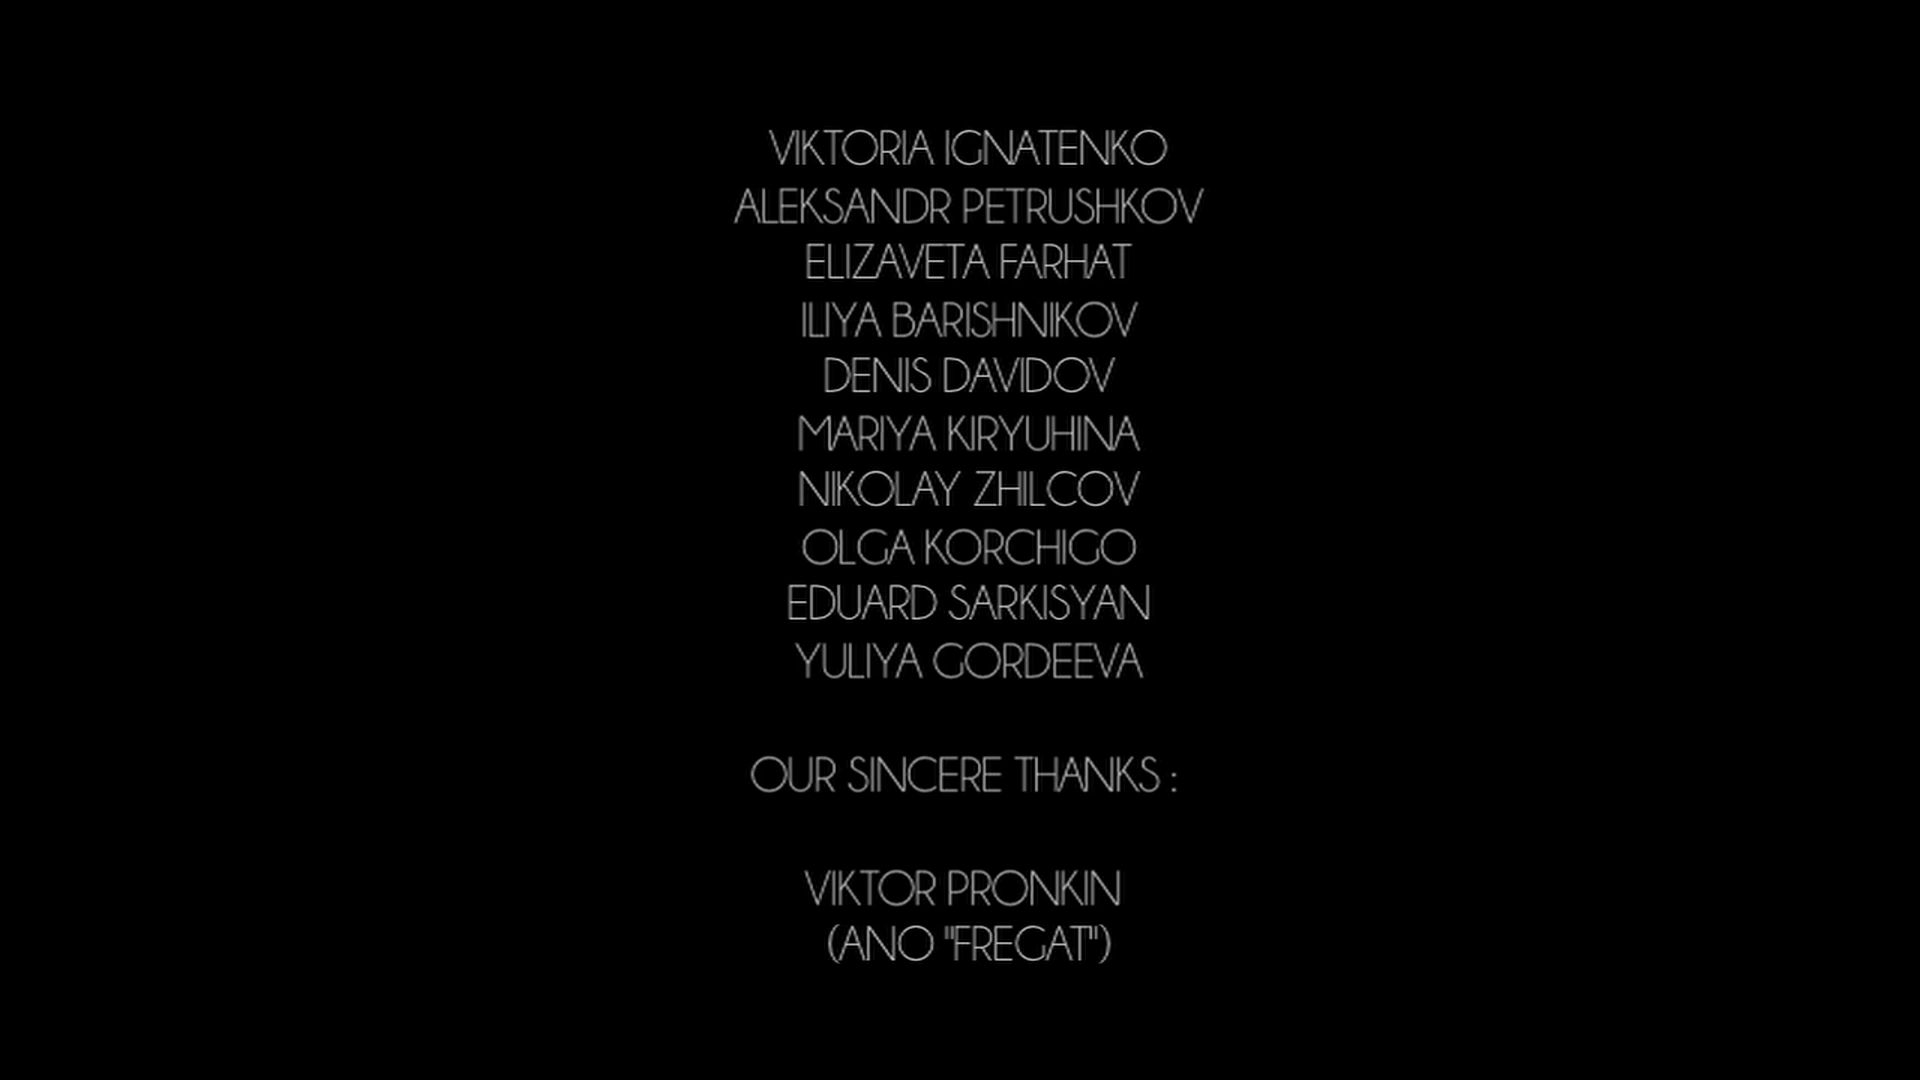 VIKTORIA IGNATENKO
ALEKSANDR PETRUSHKOV
ELIZAVETA FARHAT
ILIYA BARISHNIKOV
DENIS DAVIDOV
MARIYA KIRYUHINA
NIKOLAY ZHILCOV
OLGA KORCHIGO
EDUARD SARKISYAN
YULIYA GORDEEVA
OUR SINCERE THANKS :
VIKTOR PRONKIN
(ANO "FREGAT")